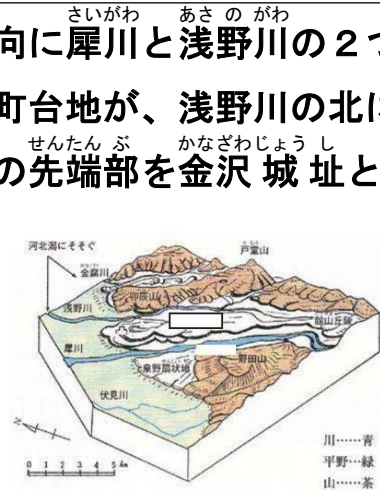 さいがわ あさ の がわ
向に犀川と浅野川の２つ
町台地が、浅野川の北に
せんたん ぶ かなざわじょう し
の先端部を金沢城址と
河北潟にそそぐ
戸室山
金腐川
卯辰山
浅野川
犀川
野田山
泉野扇状地
伏見川
0 1 2 3 4 5 km
川……青
平野…緑
山……茶